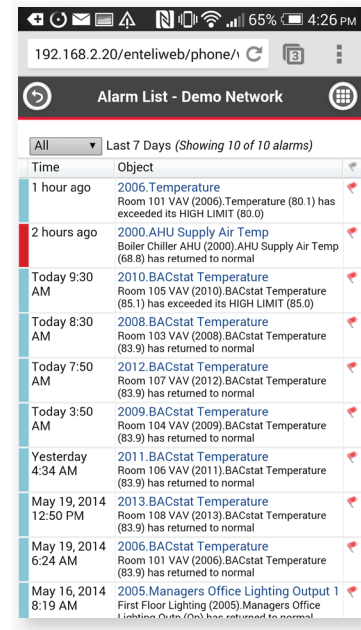 65% 4:26 PM
192.168.2.20/enteliweb/phone/
3
Alarm List - Demo Network
All Last 7 Days (Showing 10 of 10 alarms)
Time Object
1 hour ago 2006.Temperature
Room 101 VAV (2006).Temperature (80.1) has
exceeded its HIGH LIMIT (80.0)
2 hours ago 2000.AHU Supply Air Temp
Boiler Chiller AHU (2000).AHU Supply Air Temp
(68.8) has returned to normal
Today 9:30 2010.BACstat Temperature
AM Room 105 VAV (2010).BACstat Temperature
(85.1) has exceeded its HIGH LIMIT (85.0)
Today 8:30 2008.BACstat Temperature
AM Room 103 VAV (2008).BACstat Temperature
(83.9) has returned to normal
Today 7:50 2012.BACstat Temperature
AM Room 107 VAV (2012).BACstat Temperature
(83.9) has returned to normal
Today 3:50 2009.BACstat Temperature
AM Room 104 VAV (2009).BACstat Temperature
(83.9) has returned to normal
Yesterday 2011.BACstat Temperature
4:34 AM Room 106 VAV (2011).BACstat Temperature
(83.9) has returned to normal
May 19, 2014 2013.BACstat Temperature
12:50 PM Room 108 VAV (2013).BACstat Temperature
(83.9) has returned to normal
May 19, 2014 2006.BACstat Temperature
6:24 AM Room 101 VAV (2006).BACstat Temperature
(83.9) has returned to normal
May 16, 2014 2005.Managers Office Lighting Output 1
8:19 AM First Floor Lighting (2005).Managers Office
Lighting Outp (On) has returned to normal